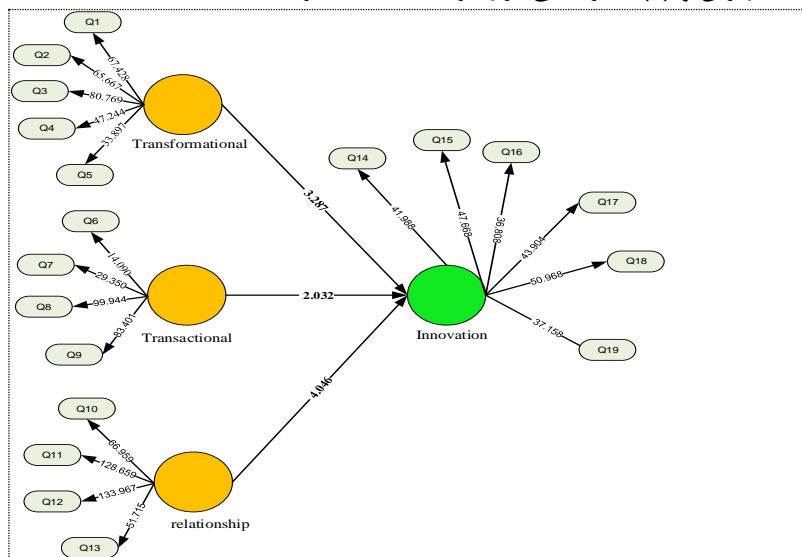 Q1
67.428
Q2
65.667
Q3
80.769
Q4
47.244
Q5
33.897
Transformational
3.287
Q6
14.090
Q7
29.350
Q8
99.944
Q9
83.401
Transactional
2.032
Q10
66.959
Q11
128.659
Q12
133.967
Q13
51.715
relationship
4.046
Q14
41.988
Q15
47.668
Q16
36.808
Q17
43.904
Q18
50.968
Q19
37.158
Innovation